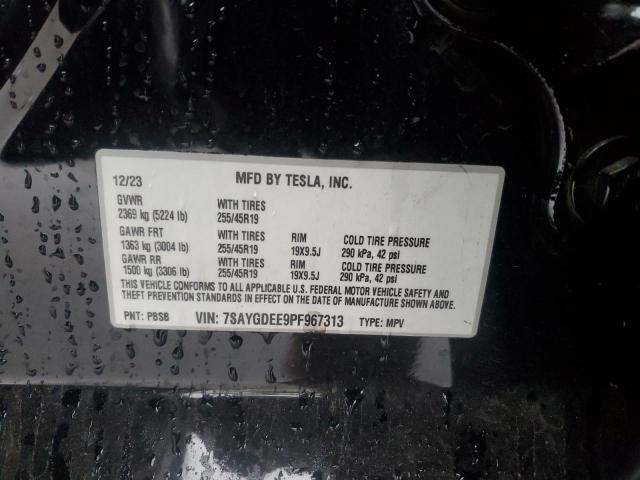 12/23 MFD BY TESLA, INC.
GVWR WITH TIRES
2369 kg (5224 lb) 255/45R19
GAWR FRT WITH TIRES RIM COLD TIRE PRESSURE
1363 kg (3004 lb) 255/45R19 19X9.5J 290 kPa, 42 psi
GAWR RR WITH TIRES RIM COLD TIRE PRESSURE
1500 kg (3306 lb) 255/45R19 19X9.5J 290 kPa, 42 psi
THIS VEHICLE CONFORMS TO ALL APPLICABLE U.S. FEDERAL MOTOR VEHICLE SAFETY AND
THEFT PREVENTION STANDARDS IN EFFECT ON THE DATE OF MANUFACTURE SHOWN ABOVE.
PNT: PBSB VIN: 7SAYGDEE9PF967313 TYPE: MPV